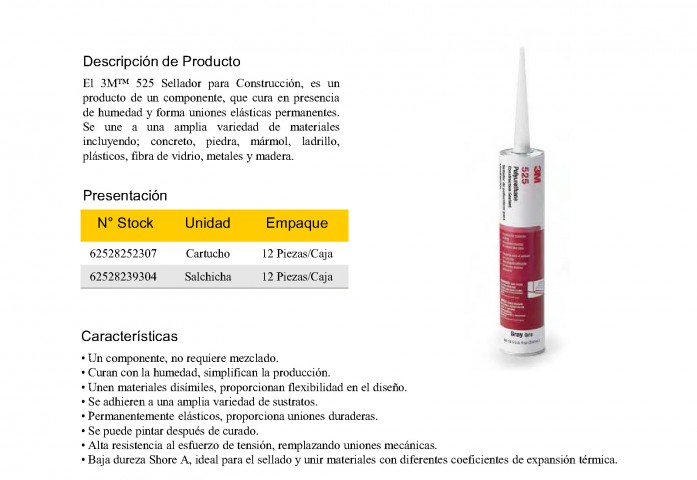 Descripción de Producto
El 3M™ 525 Sellador para Construcción, es un
producto de un componente, que cura en presencia
de humedad y forma uniones elásticas permanentes.
Se une a una amplia variedad de materiales
incluyendo; concreto, piedra, mármol, ladrillo,
plásticos, fibra de vidrio, metales y madera.
Presentación
N° Stock Unidad Empaque
62528252307 Cartucho 12 Piezas/Caja
62528239304 Salchicha 12 Piezas/Caja
3M
525
Polyurethane
Gray
Características
• Un componente, no requiere mezclado.
• Curan con la humedad, simplifican la producción.
• Unen materiales disímiles, proporcionan flexibilidad en el diseño.
• Se adhieren a una amplia variedad de sustratos.
• Permanentemente elásticos, proporciona uniones duraderas.
• Se puede pintar después de curado.
• Alta resistencia al esfuerzo de tensión, remplazando uniones mecánicas.
• Baja dureza Shore A, ideal para el sellado y unir materiales con diferentes coeficientes de expansión térmica.